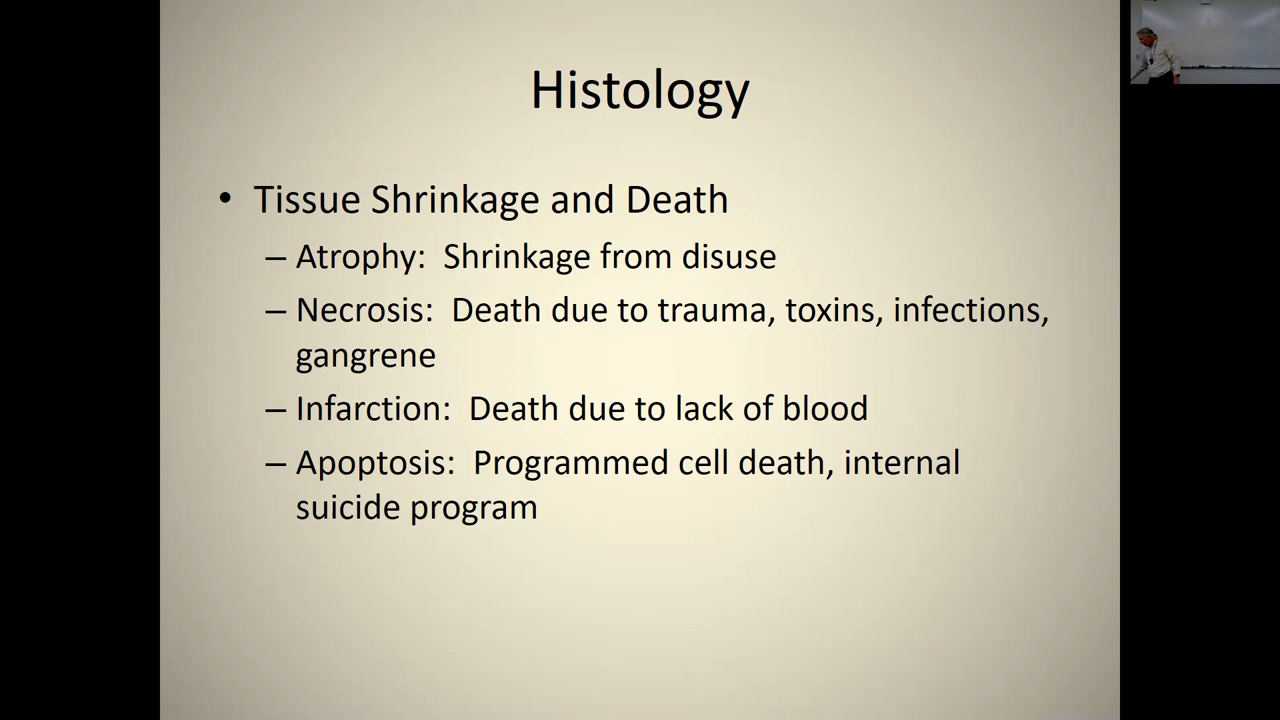 Histology
• Tissue Shrinkage and Death
– Atrophy:  Shrinkage from disuse
– Necrosis:  Death due to trauma, toxins, infections,
gangrene
– Infarction:  Death due to lack of blood
– Apoptosis:  Programmed cell death, internal
suicide program